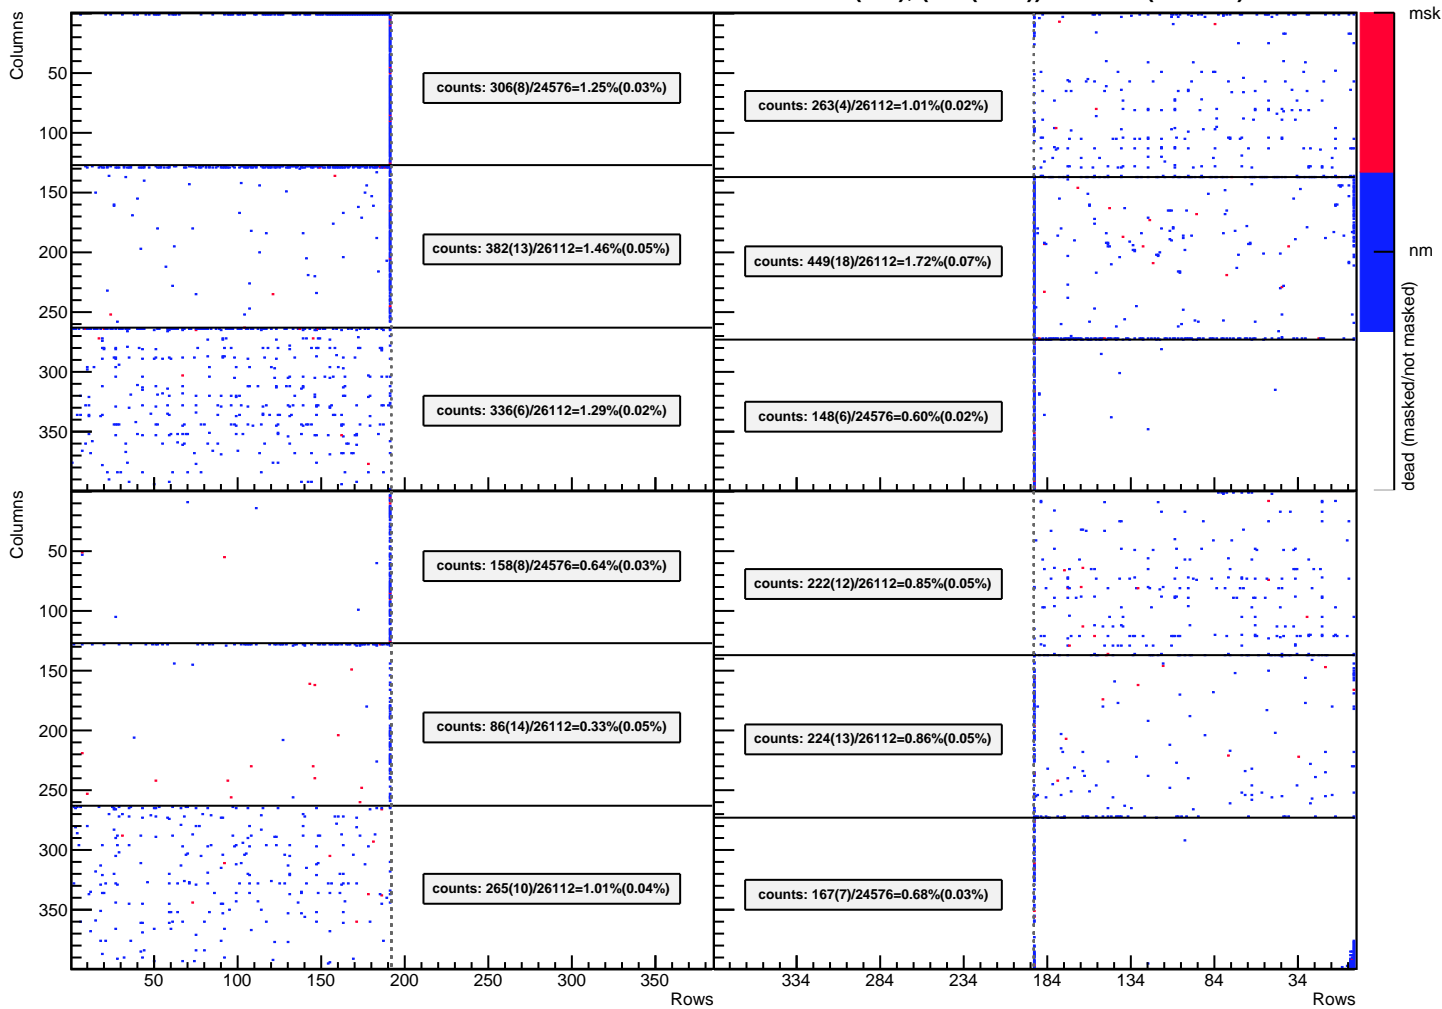 msk
Columns
50
100
150
200
250
300
350
counts: 306(8)/24576=1.25%(0.03%)
counts: 382(13)/26112=1.46%(0.05%)
counts: 336(6)/26112=1.29%(0.02%)
counts: 263(4)/26112=1.01%(0.02%)
counts: 449(18)/26112=1.72%(0.07%)
counts: 148(6)/24576=0.60%(0.02%)
nm
dead (masked/not masked)
Columns
50
100
150
200
250
300
350
counts: 158(8)/24576=0.64%(0.03%)
counts: 86(14)/26112=0.33%(0.05%)
counts: 265(10)/26112=1.01%(0.04%)
counts: 222(12)/26112=0.85%(0.05%)
counts: 224(13)/26112=0.86%(0.05%)
counts: 167(7)/24576=0.68%(0.03%)
50 100 150 200 250 300 350
Rows
334 284 234 184 134 84 34
Rows